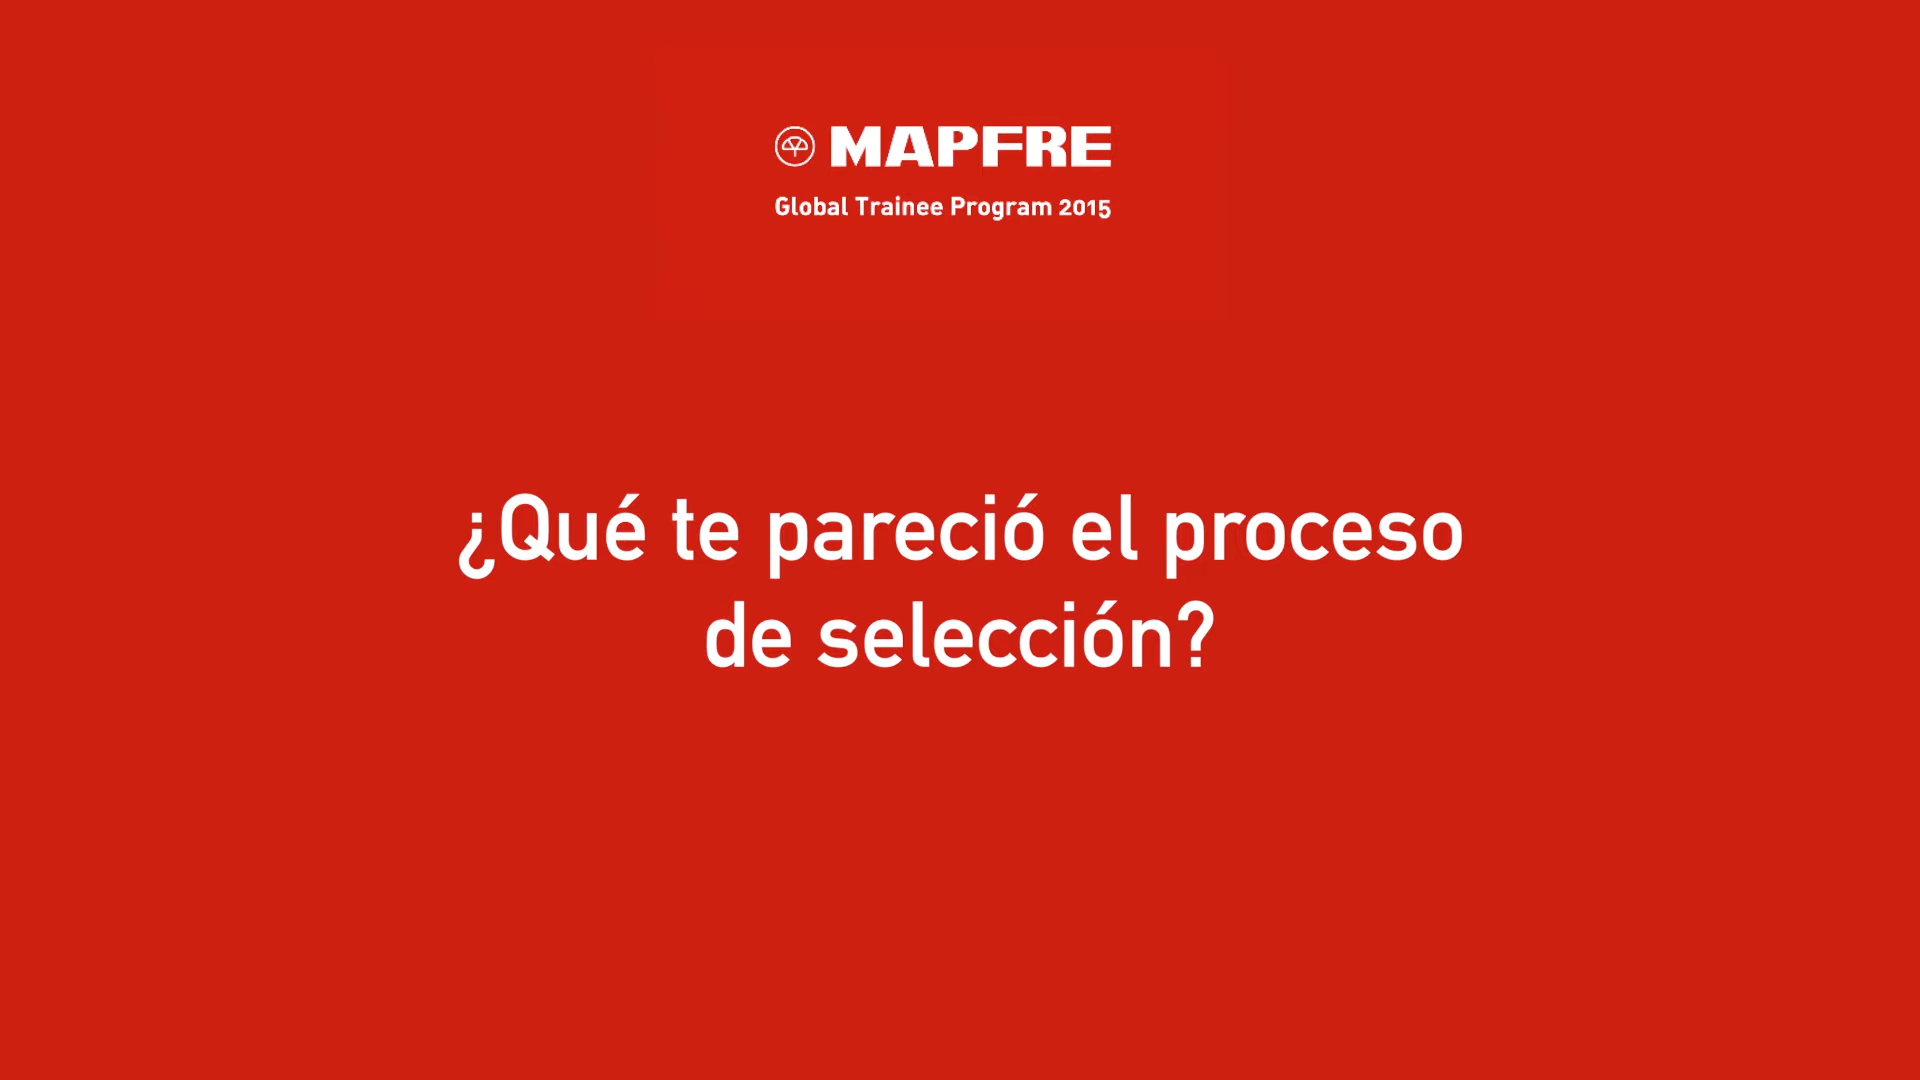 MAPFRE
Global Trainee Program 2015
¿Qué te pareció el proceso
de selección?